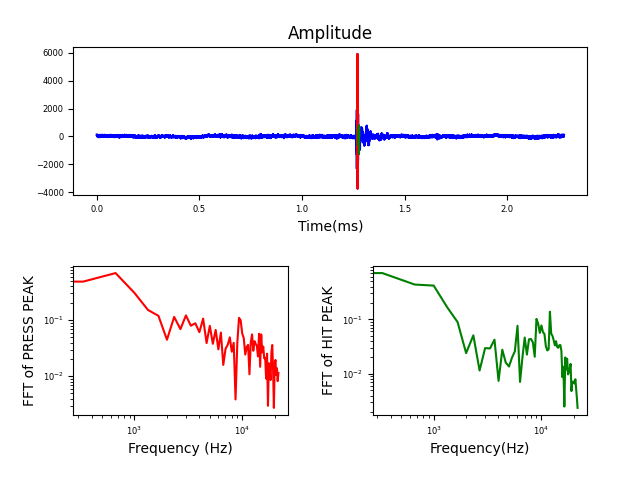 Amplitude
6000
4000
2000
0
−2000
−4000
0.0 0.5 1.0 1.5 2.0
Time(ms)
FFT of PRESS PEAK
10⁻¹
10⁻²
10³ 10⁴
Frequency (Hz)
FFT of HIT PEAK
10⁻¹
10⁻²
10³ 10⁴
Frequency(Hz)